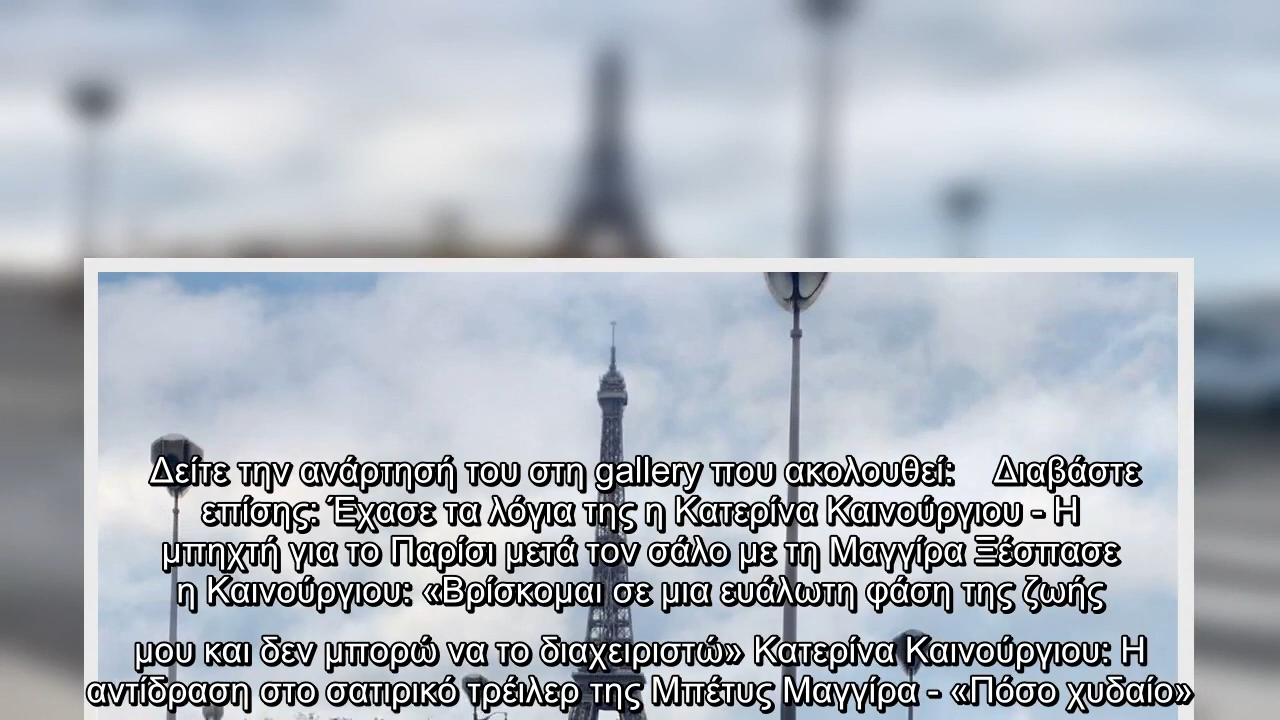 Δείτε την ανάρτησή του στη gallery που ακολουθεί: Διαβάστε
επίσης: Έχασε τα λόγια της η Κατερίνα Καινούργιου - Η
μπηχτή για το Παρίσι μετά τον σάλο με τη Μαγγίρα Ξέσπασε
η Καινούργιου: «Βρίσκομαι σε μια ευάλωτη φάση της ζωής
μου και δεν μπορώ να το διαχειριστώ» Κατερίνα Καινούργιου: Η
αντίδραση στο σατιρικό τρέιλερ της Μπέτυς Μαγγίρα - «Πόσο χυδαίο»